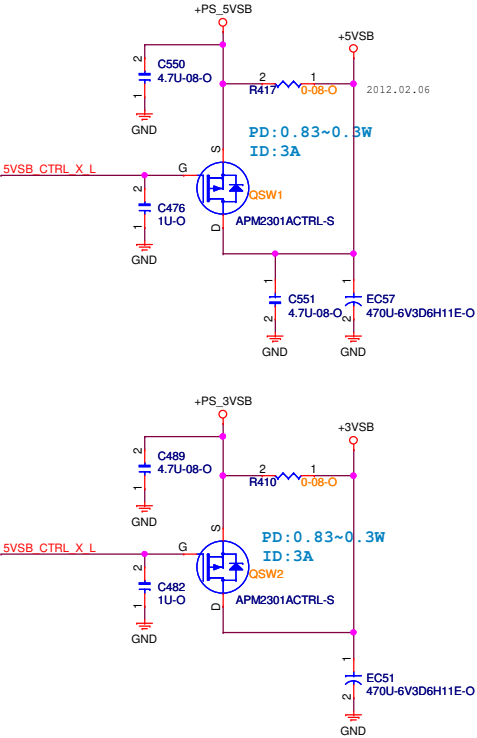 +PS_5VSB
+5VSB
C550
4.7U-08-O
2
1
GND
2
1
R417
0-08-O
2012.02.06
PD:0.83~0.3W
ID:3A
5VSB_CTRL_X_L
G
S
D
QSW1
APM2301ACTRL-S
2
1
C476
1U-O
GND
1
2
C551
4.7U-08-O
GND
1
2
EC57
470U-6V3D6H11E-O
GND
+PS_3VSB
+3VSB
2
1
C489
4.7U-08-O
GND
2
1
R410
0-08-O
PD:0.83~0.3W
ID:3A
5VSB_CTRL_X_L
G
S
D
QSW2
APM2301ACTRL-S
2
1
C482
1U-O
GND
1
2
EC51
470U-6V3D6H11E-O
GND